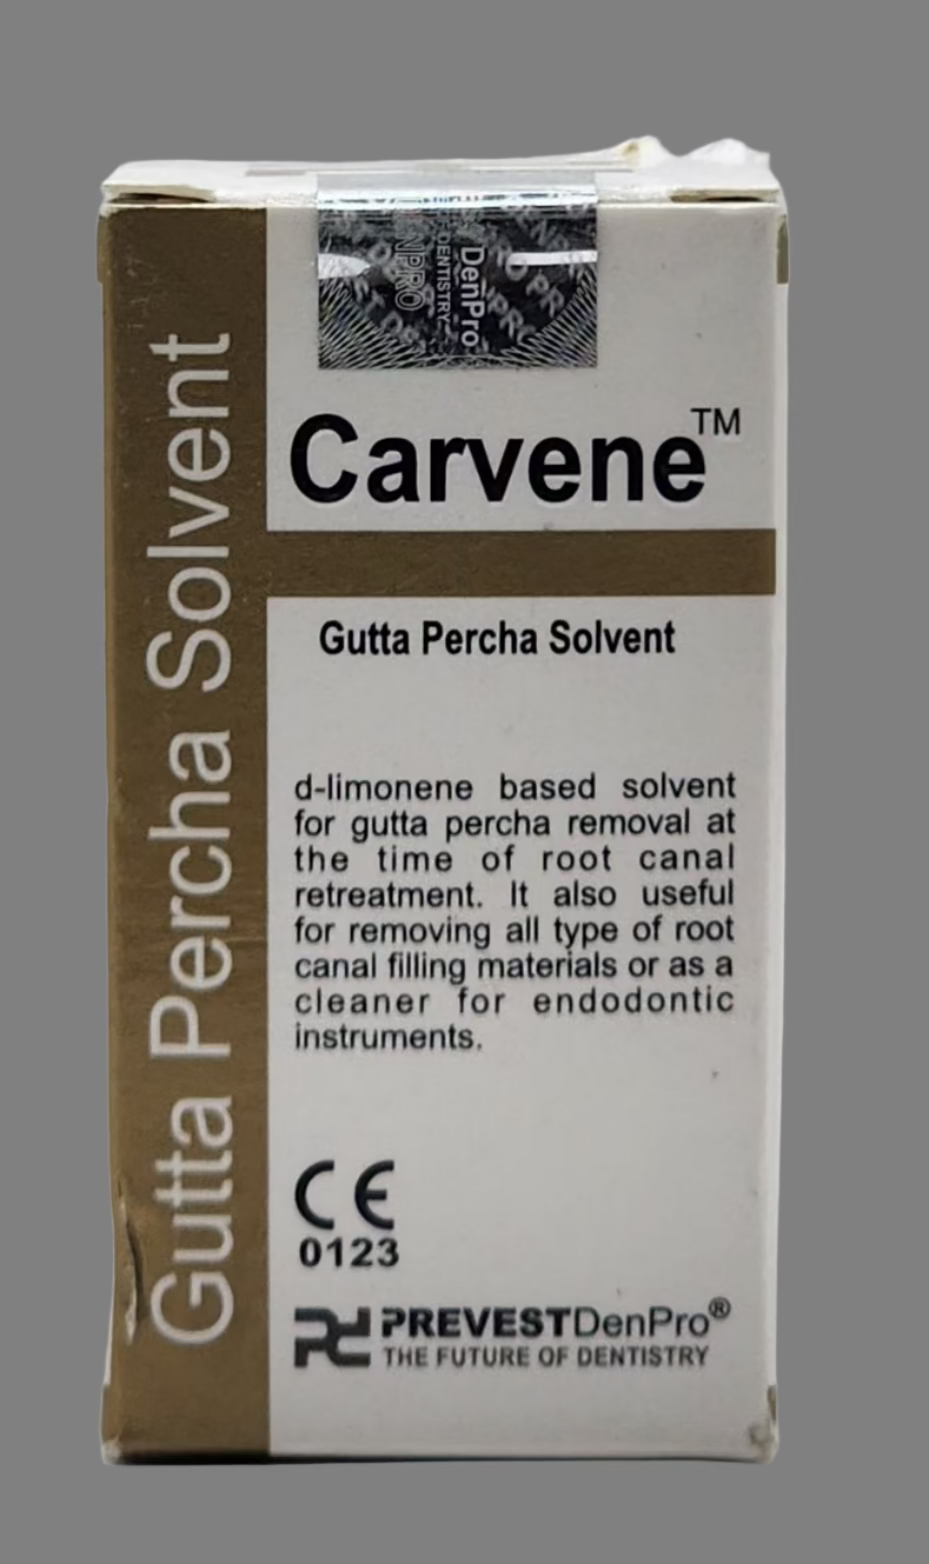 DenPro
DENTISTRY
Carvene™
Gutta Percha Solvent
Gutta Percha Solvent
d-limonene based solvent
for gutta percha removal at
the time of root canal
retreatment. It also useful
for removing all type of root
canal filling materials or as a
cleaner for endodontic
instruments.
CE
0123
PREVESTDenPro®
THE FUTURE OF DENTISTRY